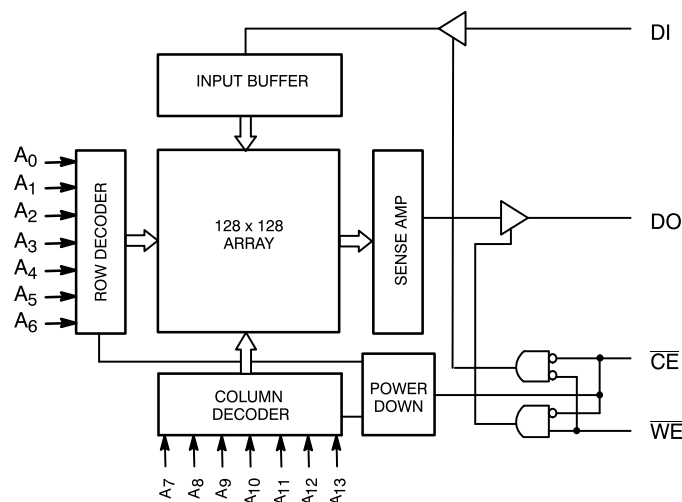 DI
INPUT BUFFER
A0
A1
A2
A3
A4
A5
A6
ROW DECODER
128 x 128
ARRAY
SENSE AMP
DO
COLUMN
DECODER
POWER
DOWN
CE
WE
A7
A8
A9
A10
A11
A12
A13